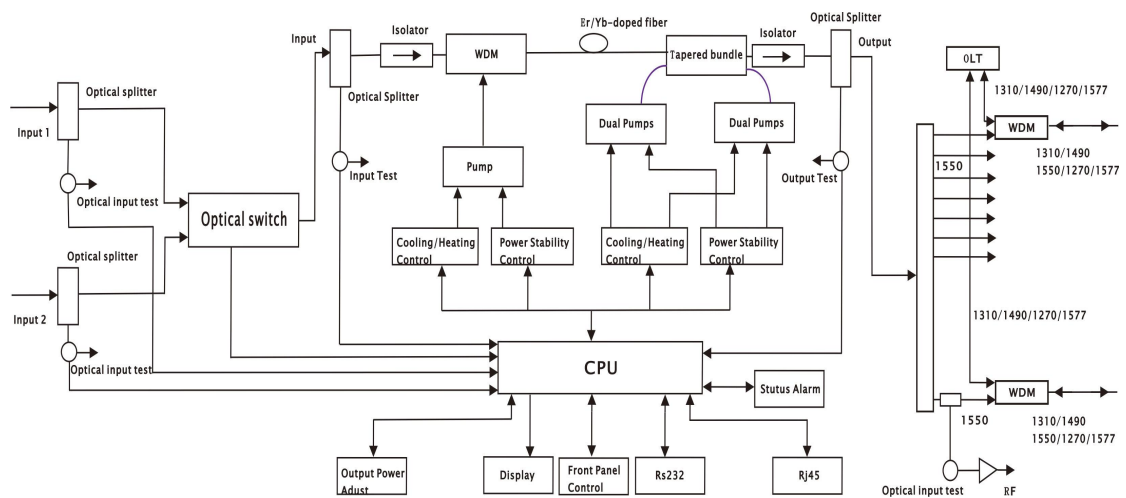 Optical splitter
Input 1
Optical input test
Optical splitter
Input 2
Optical input test
Optical switch
Input
Optical Splitter
Input Test
Isolator
WDM
Er/Yb-doped fiber
Tapered bundle
Isolator
Optical Splitter
Output
Output Test
Pump
Dual Pumps
Dual Pumps
Cooling/Heating
Control
Power Stability
Control
Cooling/Heating
Control
Power Stability
Control
CPU
Stutus Alarm
Output Power
Adust
Display
Front Panel
Control
Rs232
Rj45
OLT
1310/1490/1270/1577
WDM
1310/1490
1550/1270/1577
1550
1310/1490/1270/1577
WDM
1310/1490
1550/1270/1577
1550
Optical input test
RF